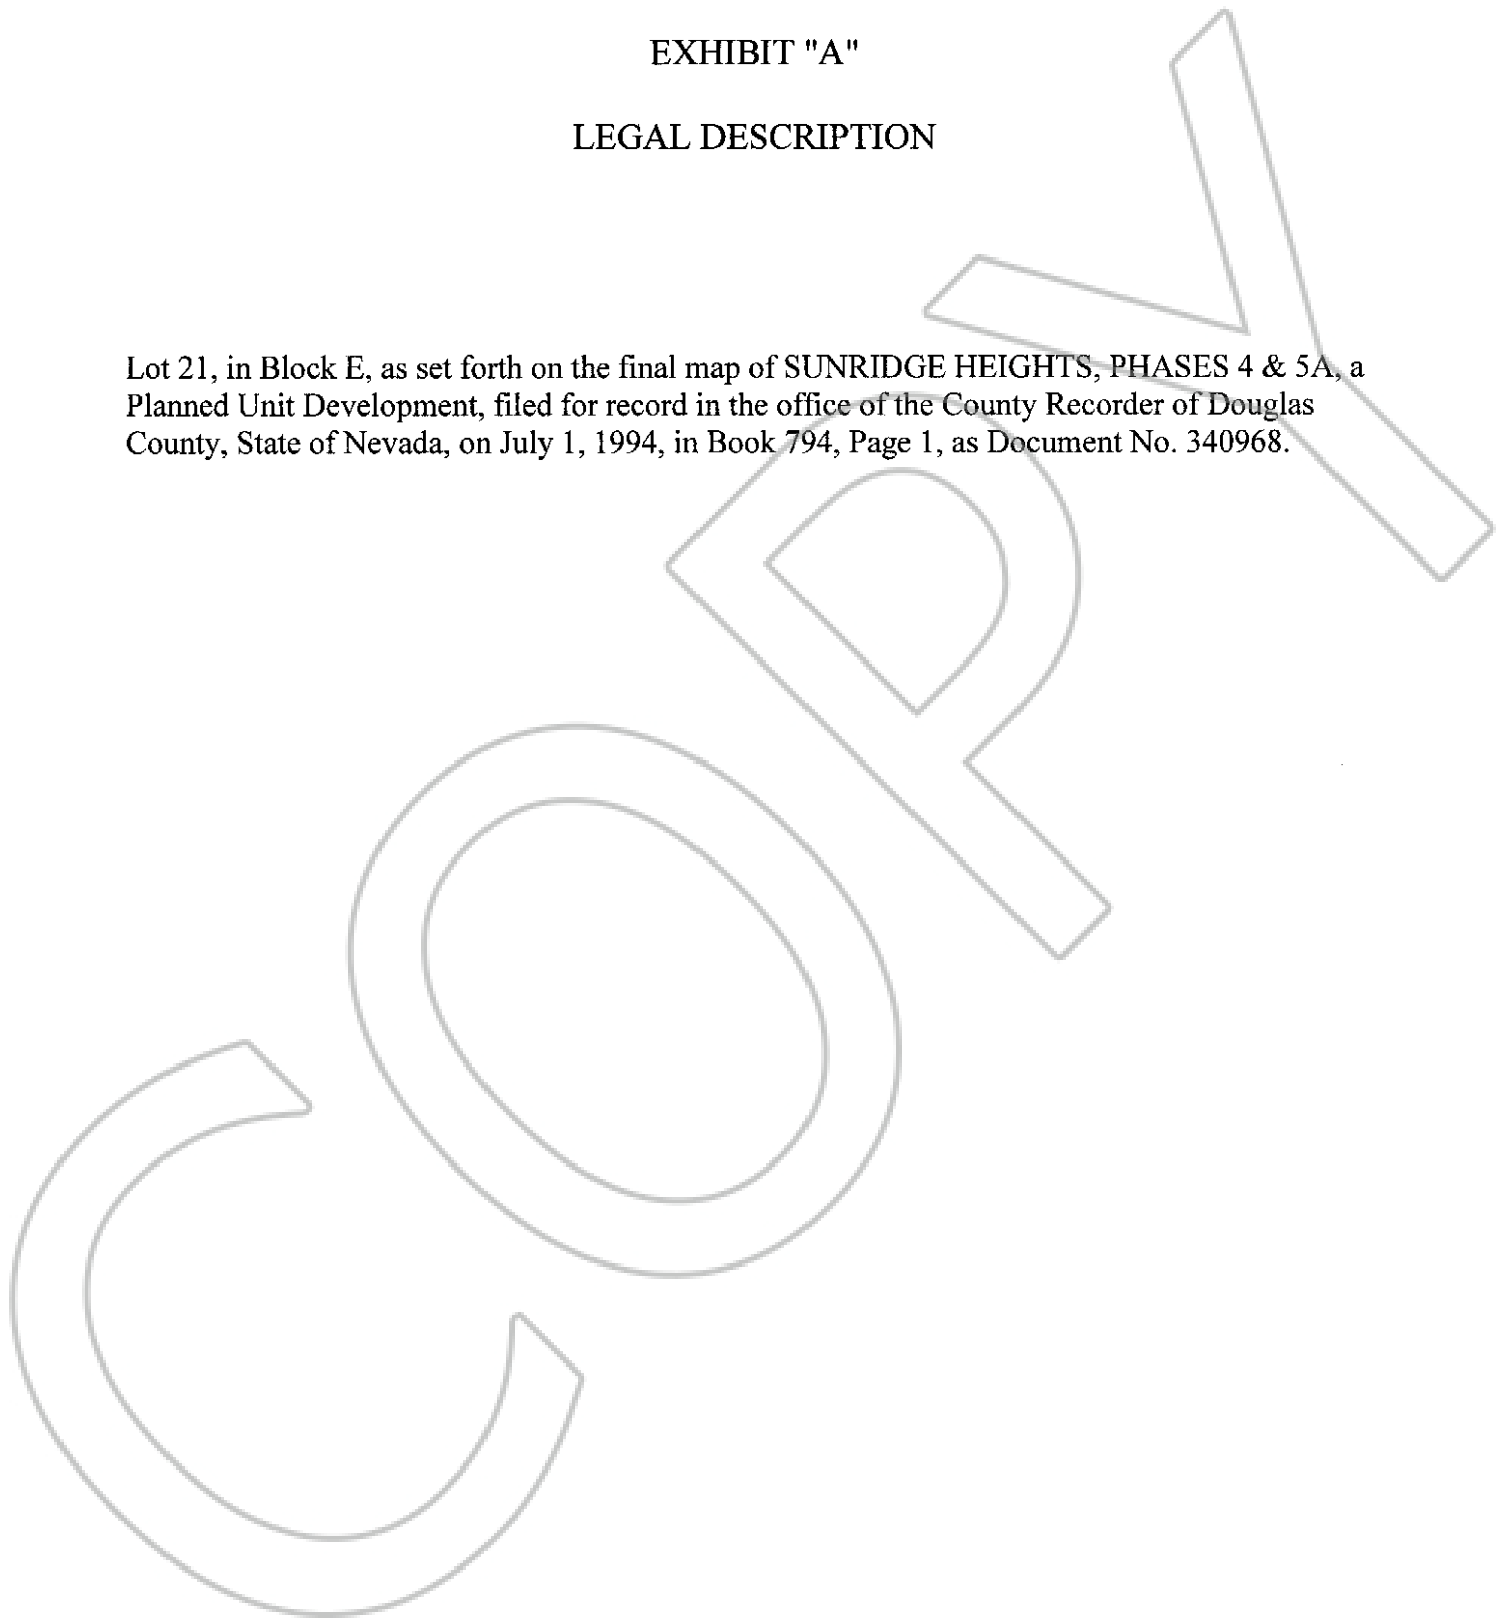 EXHIBIT "A"
LEGAL DESCRIPTION
Lot 21, in Block E, as set forth on the final map of SUNRIDGE HEIGHTS, PHASES 4 & 5A, a
Planned Unit Development, filed for record in the office of the County Recorder of Douglas
County, State of Nevada, on July 1, 1994, in Book 794, Page 1, as Document No. 340968.
COPY